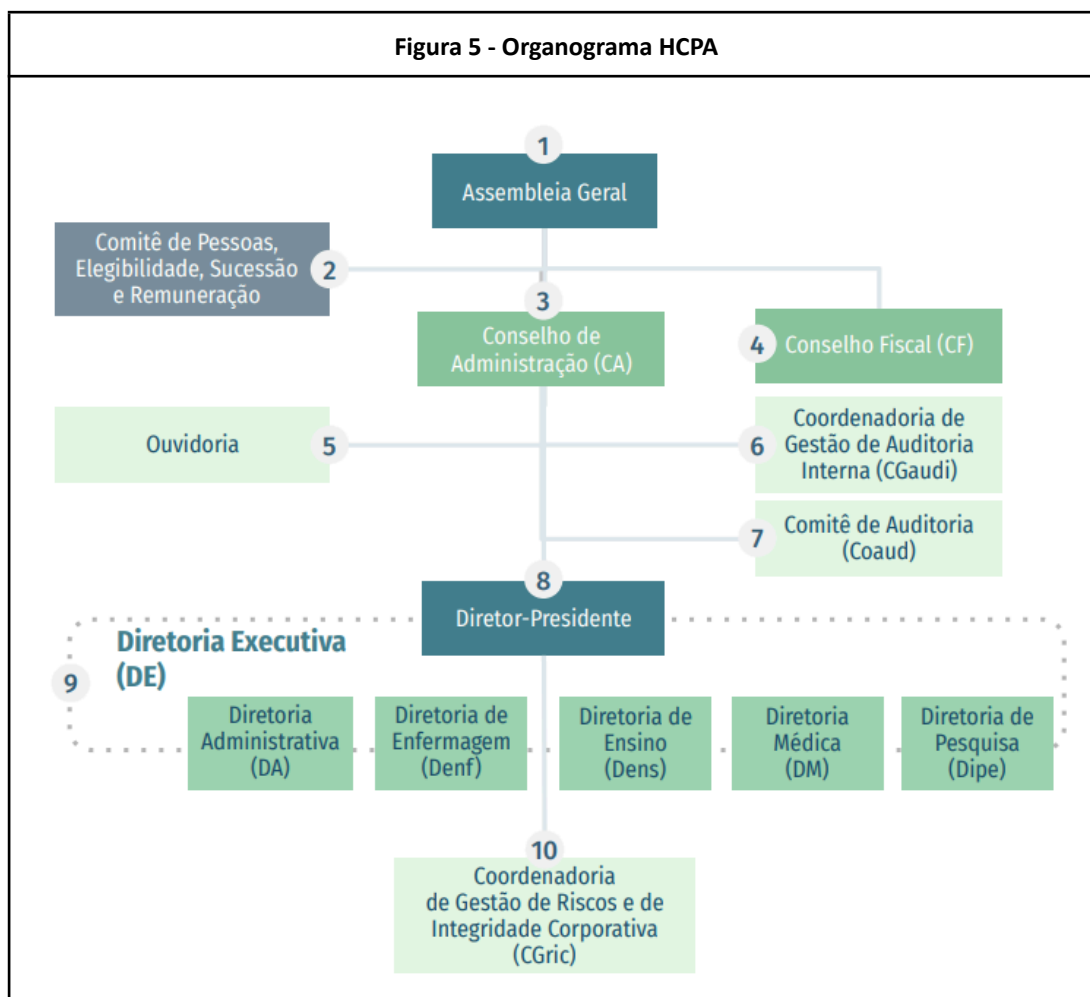 Figura 5 - Organograma HCPA
1
Assembleia Geral
Comitê de Pessoas,
Elegibilidade, Sucessão
e Remuneração
2
3
Conselho de
Administração (CA)
4
Conselho Fiscal (CF)
Ouvidoria
5
6
Coordenadoria de
Gestão de Auditoria
Interna (CGaudi)
7
Comitê de Auditoria
(Coaud)
8
Diretor-Presidente
Diretoria Executiva
(DE)
9
Diretoria
Administrativa
(DA)
Diretoria de
Enfermagem
(Denf)
Diretoria de
Ensino
(Dens)
Diretoria
Médica
(DM)
Diretoria de
Pesquisa
(Dipe)
10
Coordenadoria
de Gestão de Riscos e de
Integridade Corporativa
(CGric)